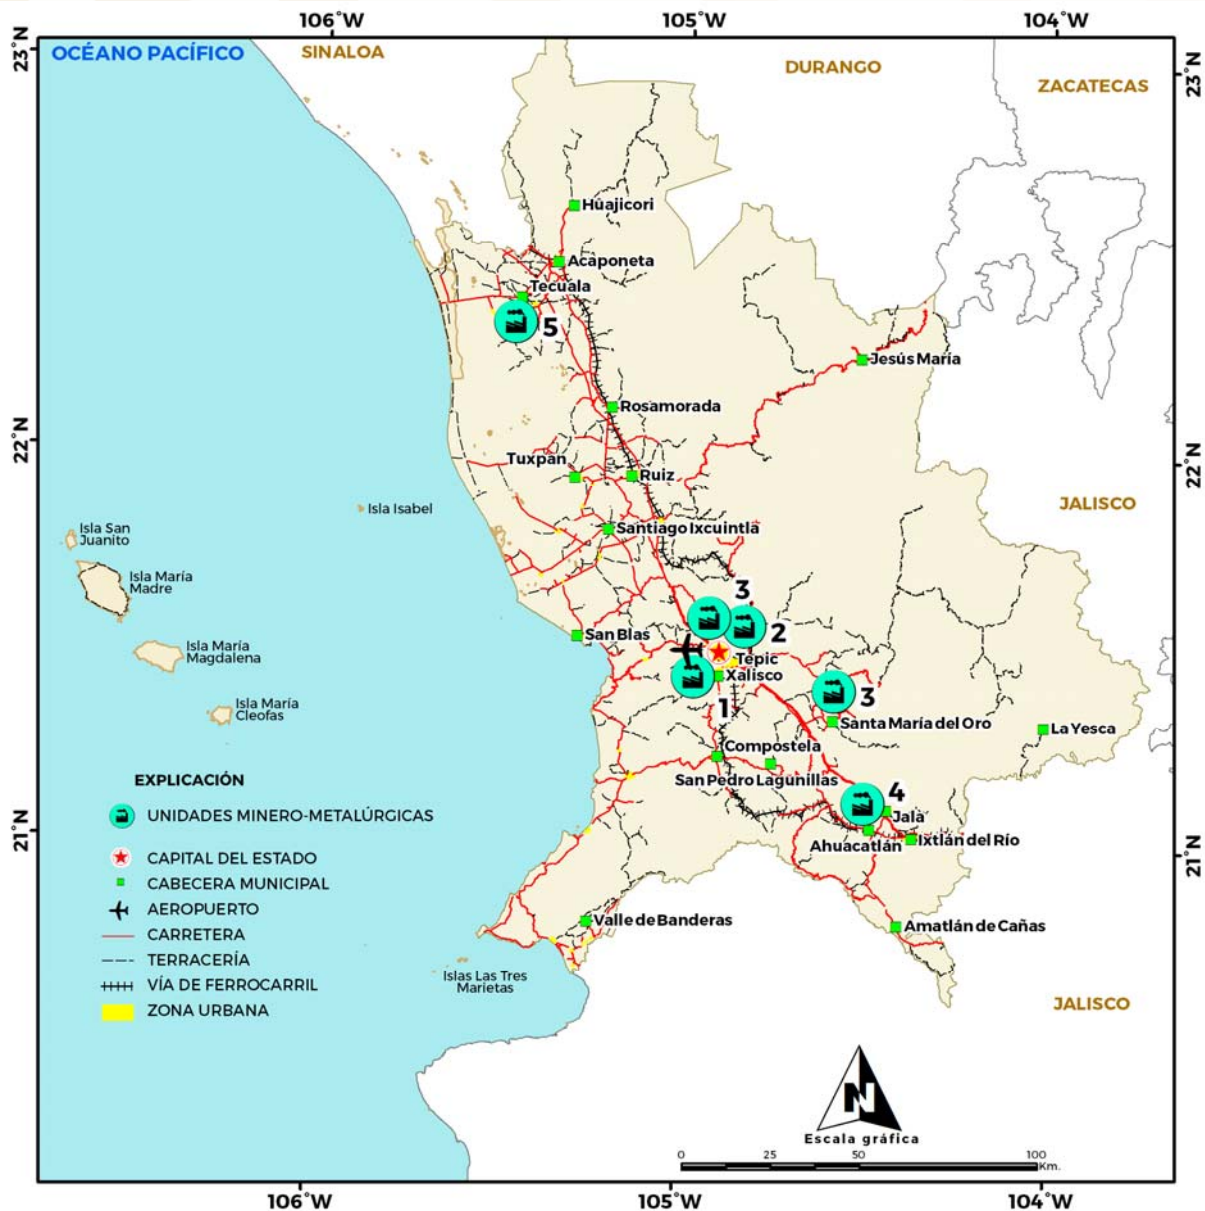 106°W
105°W
104°W
23°N
OCÉANO PACÍFICO
SINALOA
DURANGO
ZACATECAS
23°N
Huajicori
Acaponeta
Tecuala
5
Jesús María
Rosamorada
22°N
Tuxpan
Ruiz
22°N
JALISCO
Isla Isabel
Santiago Ixcuintla
Isla San
Juanito
Isla María
Madre
3
2
San Blas
Isla María
Magdalena
Tepic
Xalisco
1
3
Isla María
Cleofas
Santa María del Oro
La Yesca
Compostela
San Pedro Lagunillas
EXPLICACIÓN
UNIDADES MINERO-METALÚRGICAS
4
Jala
21°N
Ahuacatlán
Ixtlán del Río
21°N
CAPITAL DEL ESTADO
CABECERA MUNICIPAL
AEROPUERTO
CARRETERA
TERRACERÍA
VÍA DE FERROCARRIL
ZONA URBANA
Valle de Banderas
Amatlán de Cañas
Islas Las Tres
Marietas
JALISCO
N
Escala gráfica
0 25 50 100
Km.
106°W
105°W
104°W